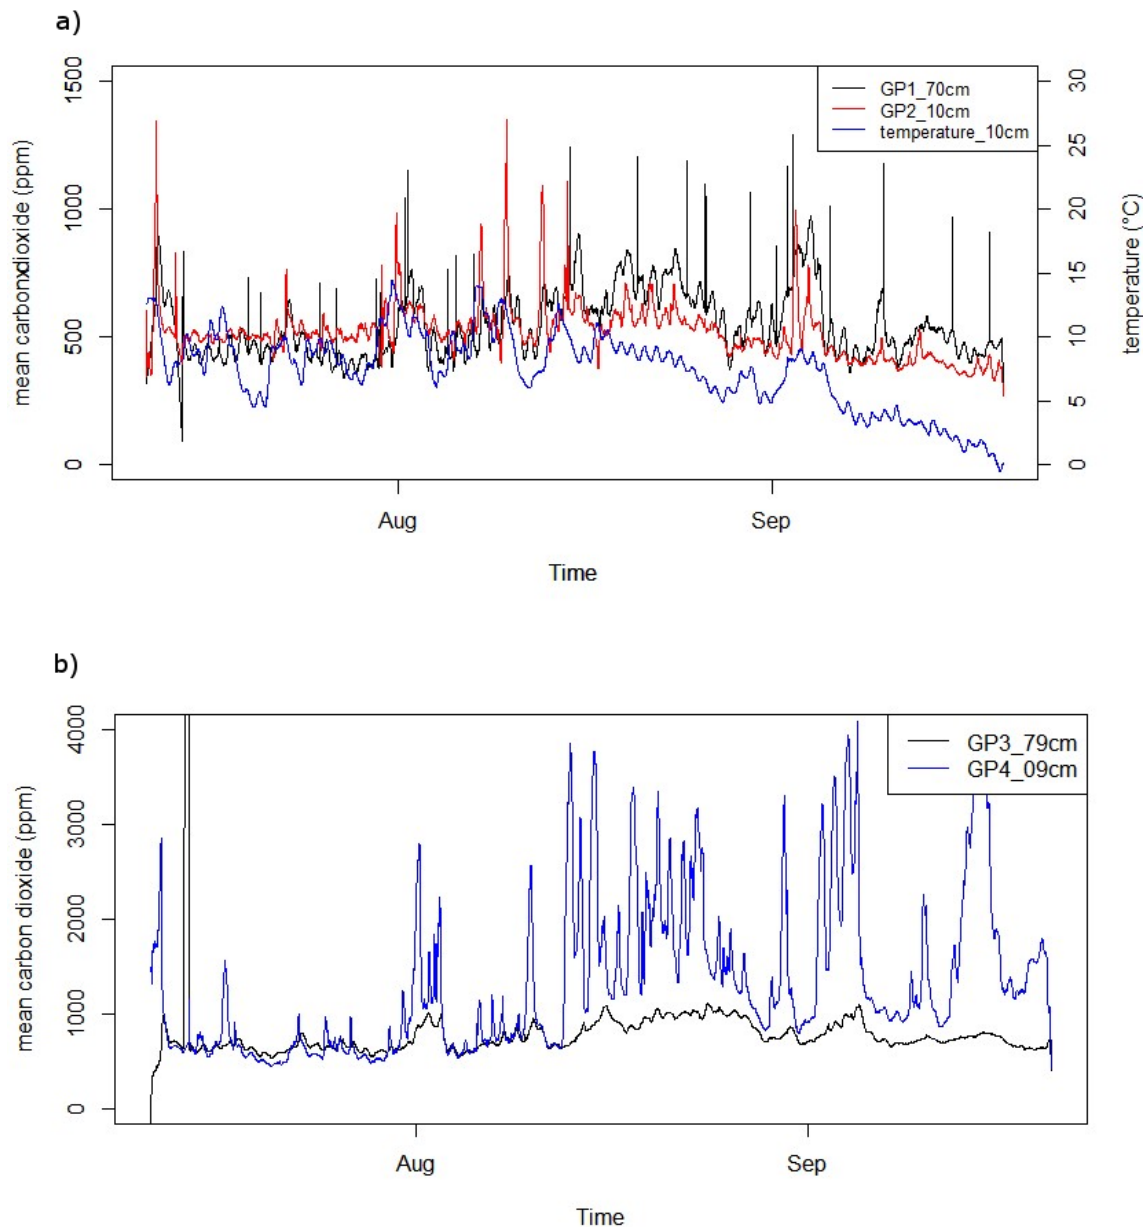 a)
mean carbondioxide (ppm)
1500
1000
500
0
GP1_70cm
GP2_10cm
temperature_10cm
30
25
20
15
10
5
0
temperature (°C)
Aug
Sep
Time
b)
mean carbon dioxide (ppm)
4000
3000
2000
1000
0
GP3_79cm
GP4_09cm
Aug
Sep
Time